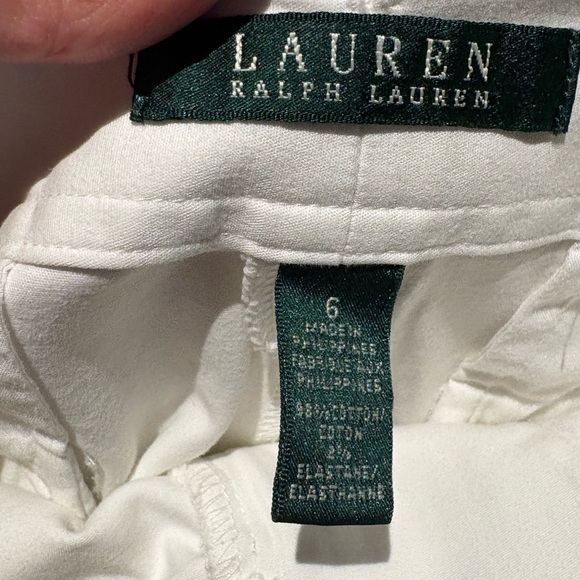 LAUREN
RALPH LAUREN
6
MADE IN
PHILIPPINES
FABRIQUE AUX
PHILIPPINES
98% COTTON/
COTON
2%
ELASTANE/
ELASTHANNE